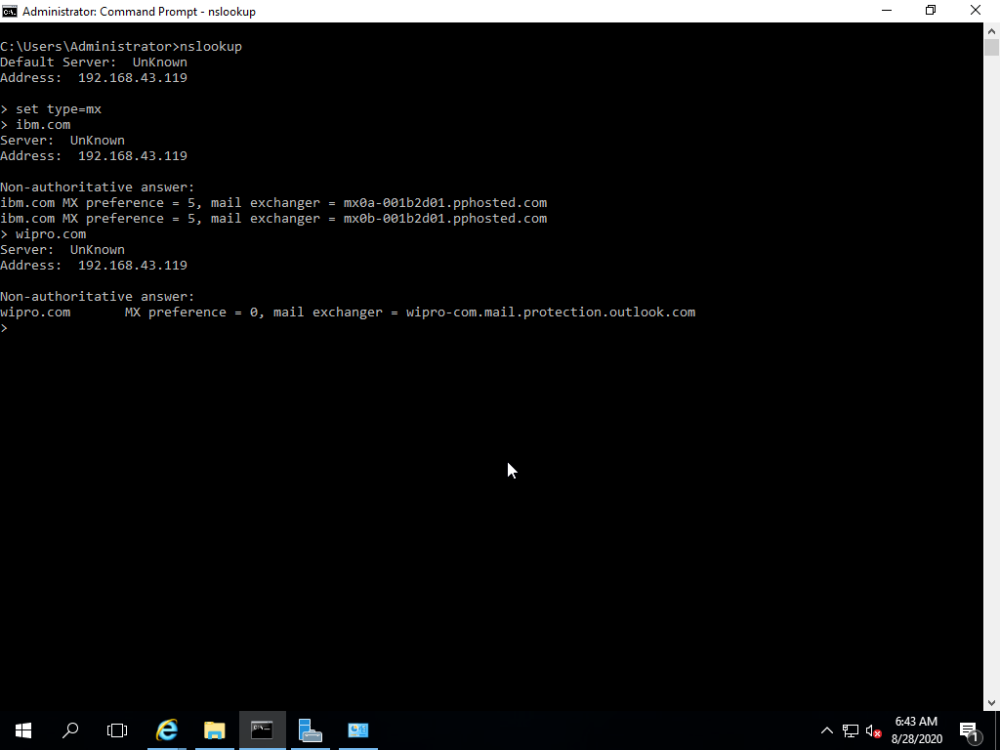 Administrator: Command Prompt - nslookup
C:\Users\Administrator>nslookup
Default Server:  UnKnown
Address:  192.168.43.119
> set type=mx
> ibm.com
Server:  UnKnown
Address:  192.168.43.119
Non-authoritative answer:
ibm.com MX preference = 5, mail exchanger = mx0a-001b2d01.pphosted.com
ibm.com MX preference = 5, mail exchanger = mx0b-001b2d01.pphosted.com
> wipro.com
Server:  UnKnown
Address:  192.168.43.119
Non-authoritative answer:
wipro.com       MX preference = 0, mail exchanger = wipro-com.mail.protection.outlook.com
>
6:43 AM
8/28/2020
1